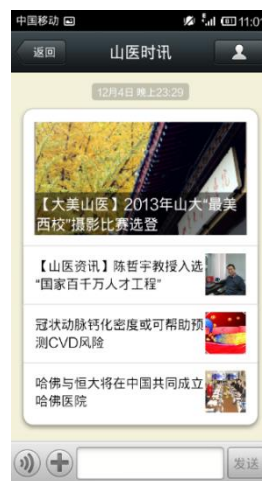 中国移动 11:01
返回 山医时讯
12月4日 晚上23:29
【大美山医】2013年山大“最美
西校”摄影比赛选登
【山医资讯】陈哲宇教授入选
“国家百千万人才工程”
冠状动脉钙化密度或可帮助预
测CVD风险
哈佛与恒大将在中国共同成立
哈佛医院
发送